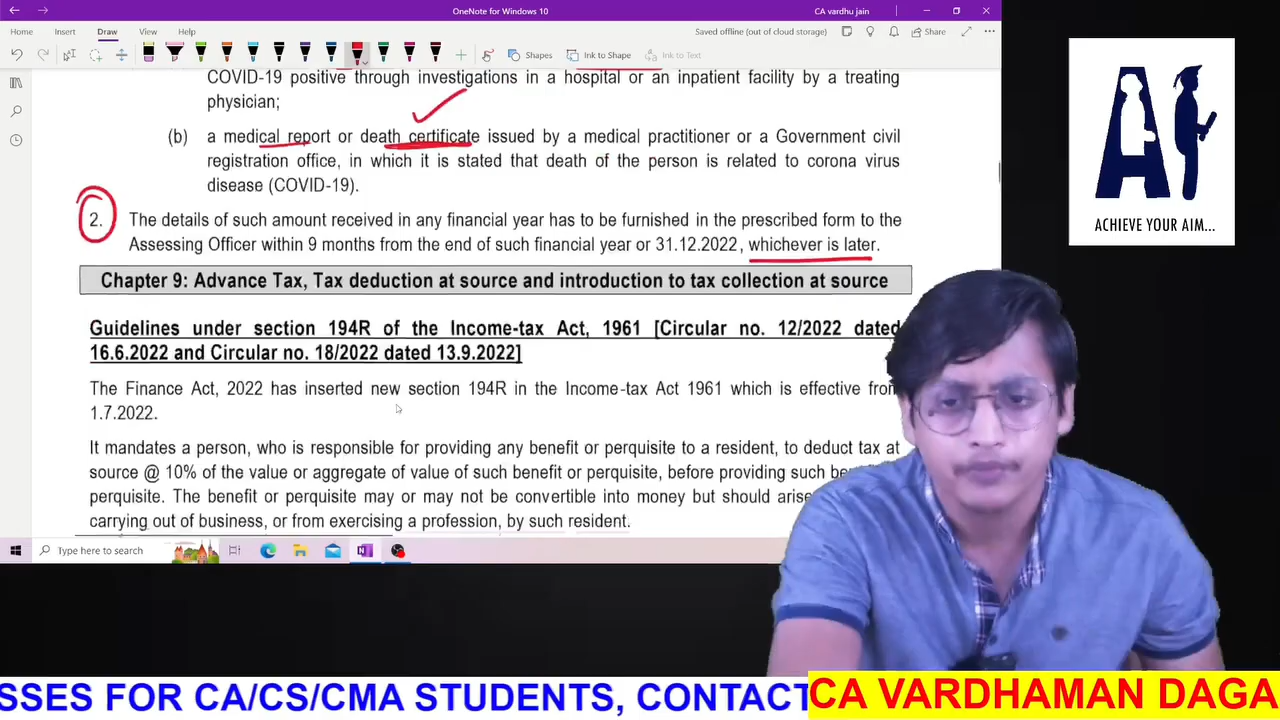 OneNote for Windows 10
CA vardhu jain
Home Insert Draw View Help
Saved offline (out of cloud storage) Share
Shapes Ink to Shape Ink to Text
COVID-19 positive through investigations in a hospital or an inpatient facility by a treating
physician;
(b) a medical report or death certificate issued by a medical practitioner or a Government civil
registration office, in which it is stated that death of the person is related to corona virus
disease (COVID-19).
2. The details of such amount received in any financial year has to be furnished in the prescribed form to the
Assessing Officer within 9 months from the end of such financial year or 31.12.2022, whichever is later.
Chapter 9: Advance Tax, Tax deduction at source and introduction to tax collection at source
Guidelines under section 194R of the Income-tax Act, 1961 [Circular no. 12/2022 dated
16.6.2022 and Circular no. 18/2022 dated 13.9.2022]
The Finance Act, 2022 has inserted new section 194R in the Income-tax Act 1961 which is effective
1.7.2022.
It mandates a person, who is responsible for providing any benefit or perquisite to a resident, to deduct tax at
source @ 10% of the value or aggregate of value of such benefit or perquisite, before providing such
perquisite. The benefit or perquisite may or may not be convertible into money but should
carrying out of business, or from exercising a profession, by such resident.
Type here to search
AI
ACHIEVE YOUR AIM...
SSES FOR CA/CS/CMA STUDENTS, CONTACT
CA VARDHAMAN DAGA